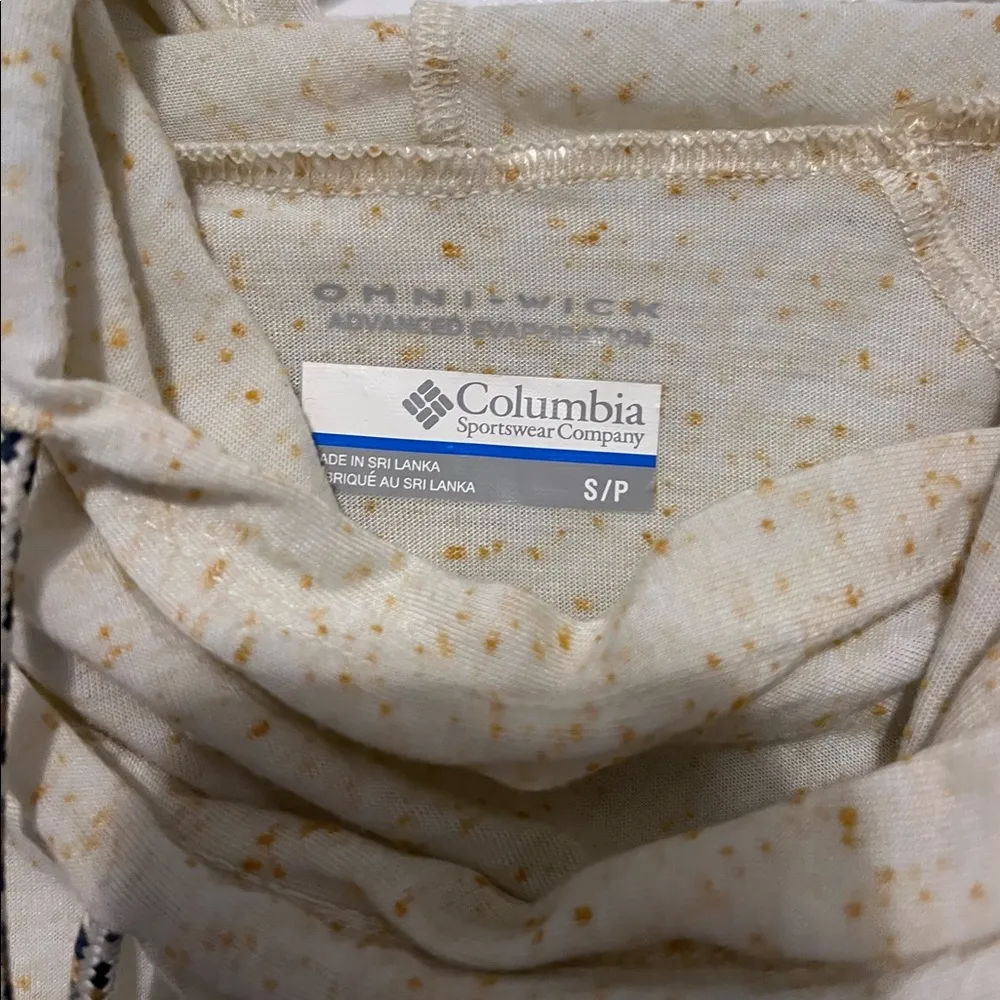 OMNI-WICK
ADVANCED EVAPORATION
Columbia
Sportswear Company
ADE IN SRI LANKA
BRIQUÉ AU SRI LANKA
S/P